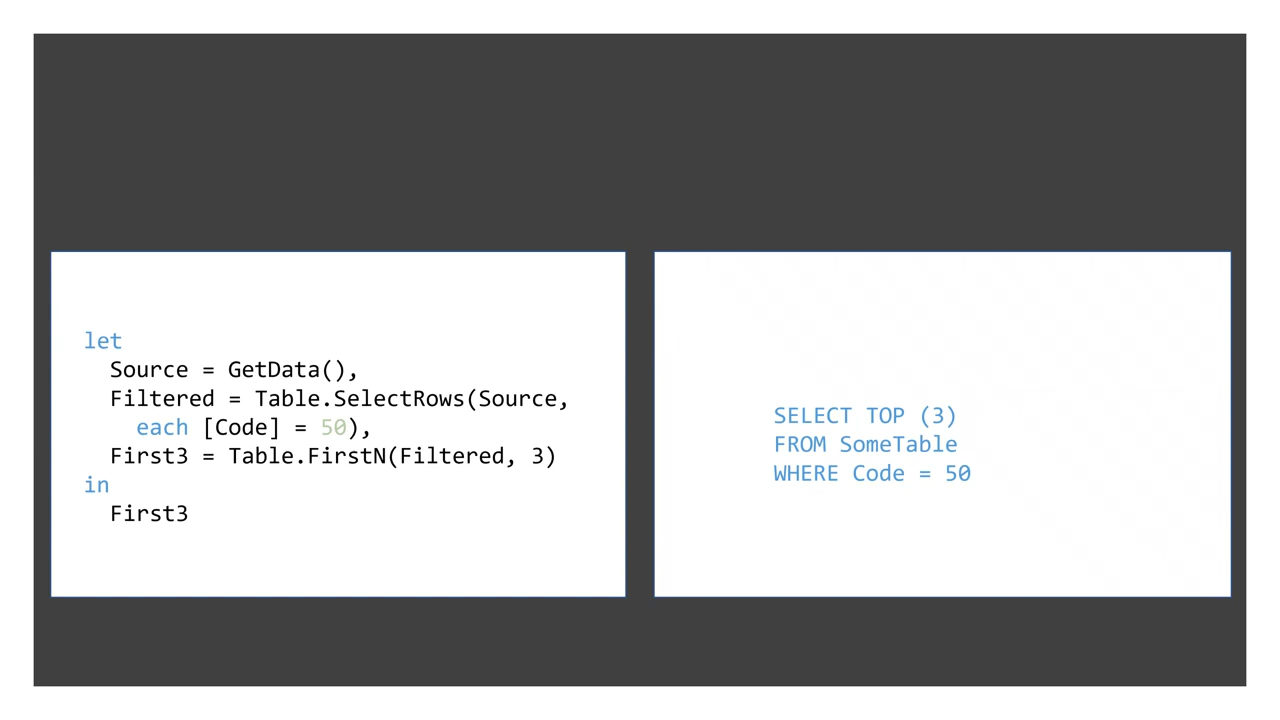 let
  Source = GetData(),
  Filtered = Table.SelectRows(Source,
    each [Code] = 50),
  First3 = Table.FirstN(Filtered, 3)
in
  First3
SELECT TOP (3)
FROM SomeTable
WHERE Code = 50